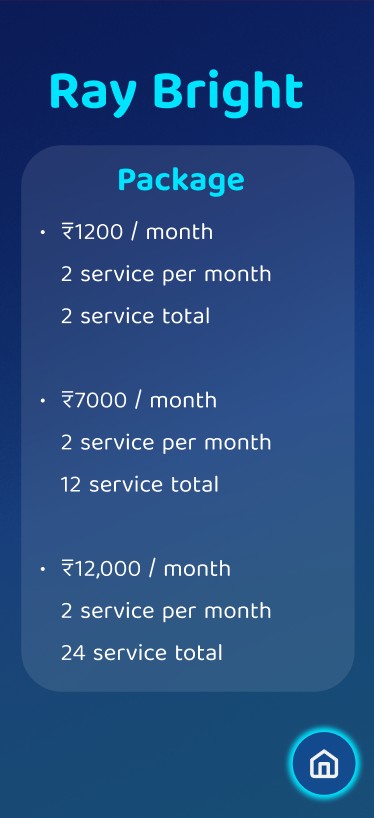 Ray Bright
Package
• ₹1200 / month
2 service per month
2 service total
• ₹7000 / month
2 service per month
12 service total
• ₹12,000 / month
2 service per month
24 service total